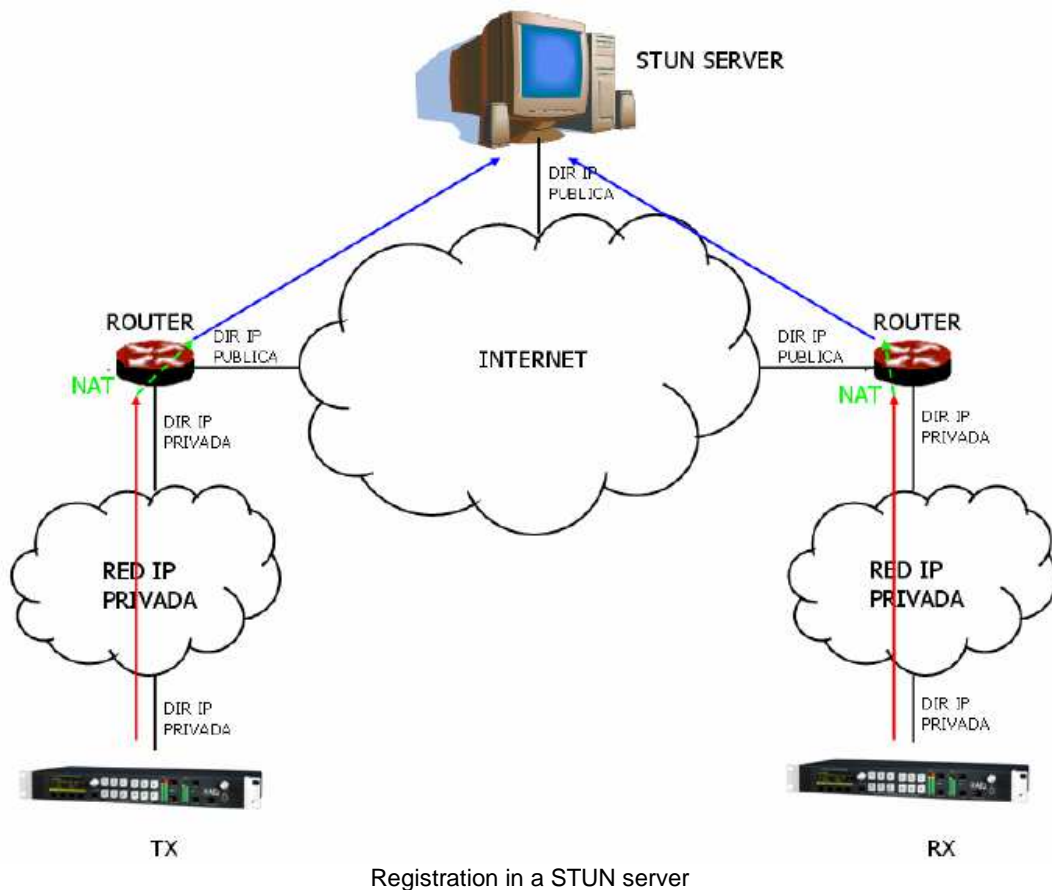 STUN SERVER
DIR IP
PUBLICA
ROUTER
DIR IP
PUBLICA
NAT
INTERNET
DIR IP
PUBLICA
ROUTER
NAT
DIR IP
PRIVADA
DIR IP
PRIVADA
RED IP
PRIVADA
RED IP
PRIVADA
DIR IP
PRIVADA
DIR IP
PRIVADA
TX
RX
Registration in a STUN server